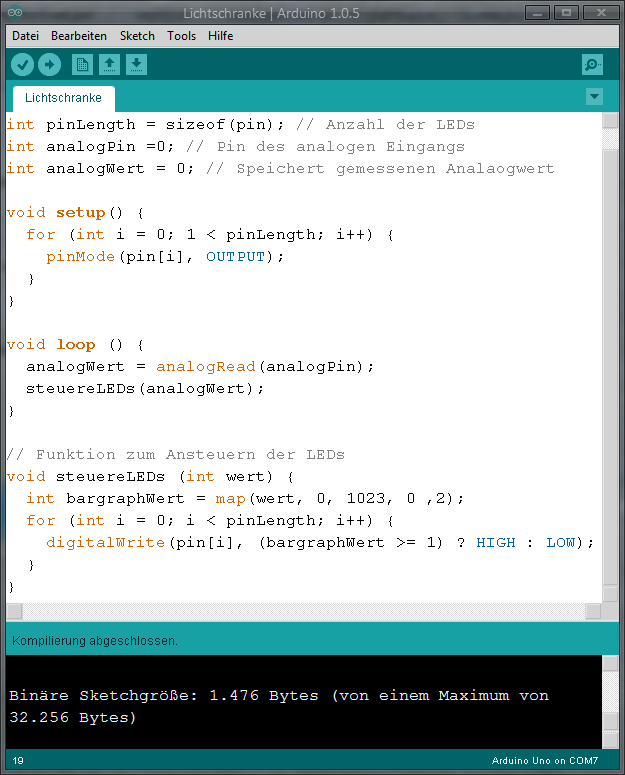 Lichtschranke | Arduino 1.0.5
Datei Bearbeiten Sketch Tools Hilfe
Lichtschranke
int pinLength = sizeof(pin); // Anzahl der LEDs
int analogPin =0; // Pin des analogen Eingangs
int analogWert = 0; // Speichert gemessenen Analaogwert
void setup() {
for (int i = 0; 1 < pinLength; i++) {
pinMode(pin[i], OUTPUT);
}
}
void loop () {
analogWert = analogRead(analogPin);
steuereLEDs(analogWert);
}
// Funktion zum Ansteuern der LEDs
void steuereLEDs (int wert) {
int bargraphWert = map(wert, 0, 1023, 0 ,2);
for (int i = 0; i < pinLength; i++) {
digitalWrite(pin[i], (bargraphWert >= 1) ? HIGH : LOW);
}
}
Kompilierung abgeschlossen.
Binäre Sketchgröße: 1.476 Bytes (von einem Maximum von
32.256 Bytes)
19 Arduino Uno on COM7